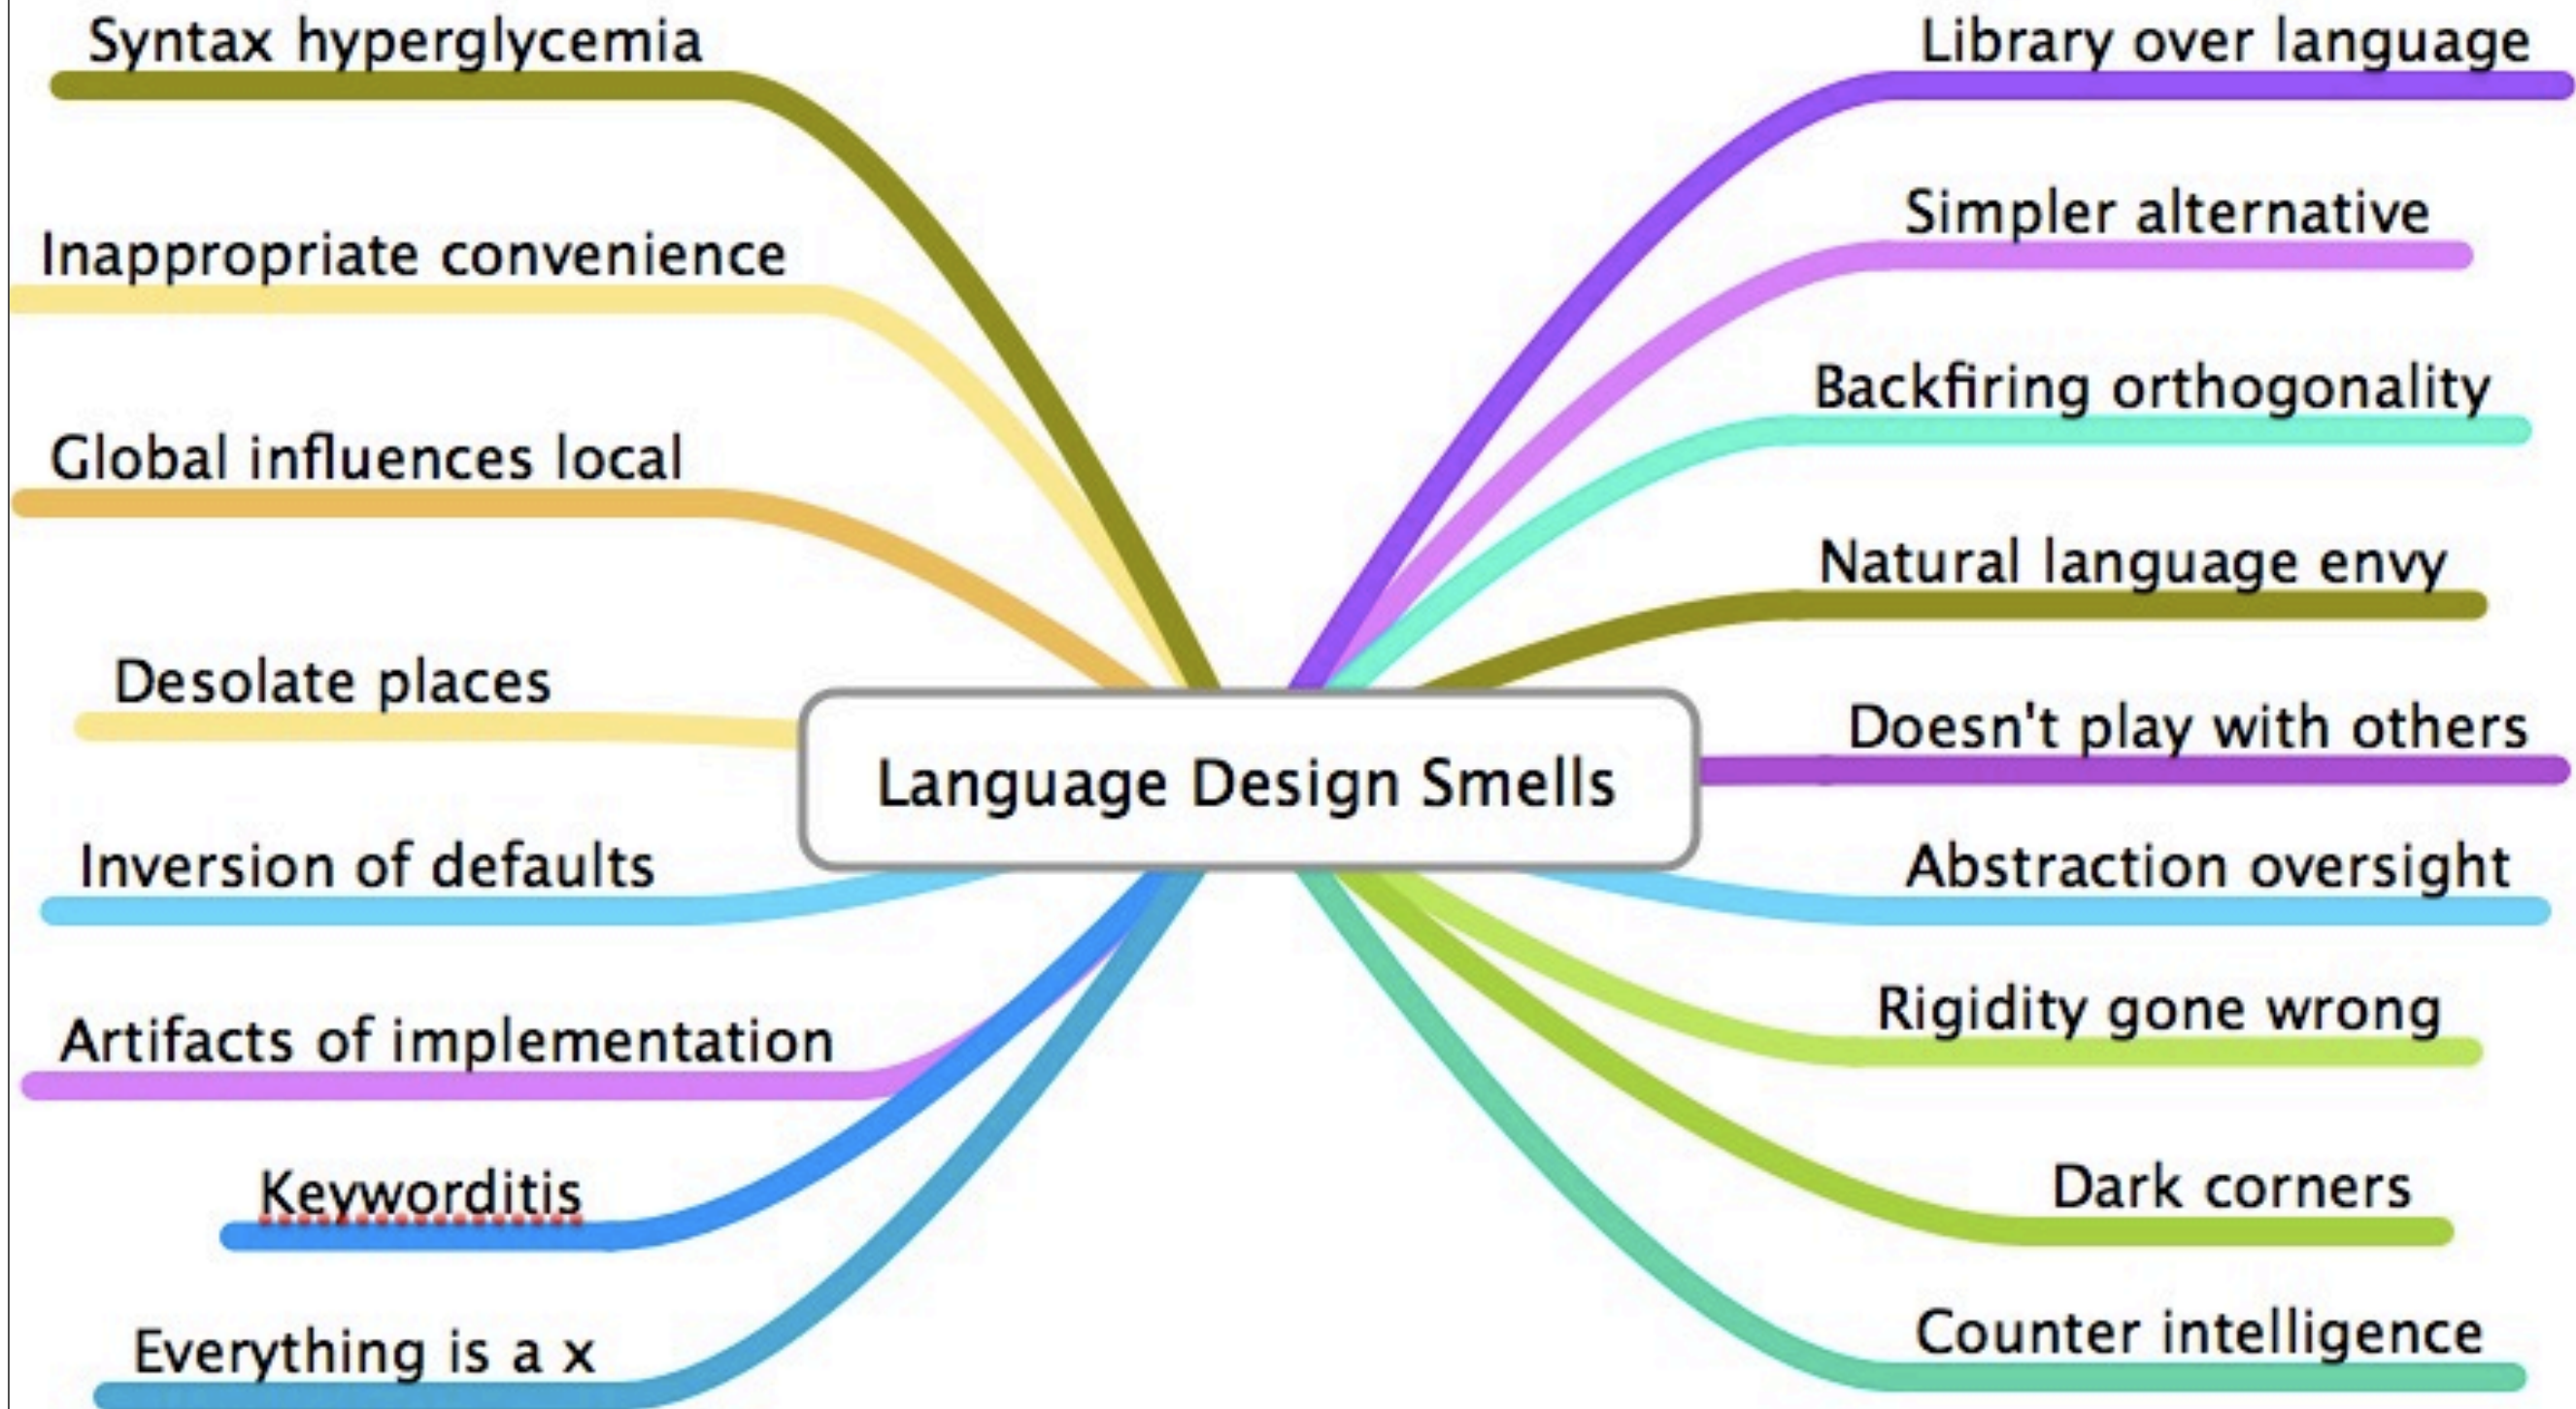 Syntax hyperglycemia
Inappropriate convenience
Global influences local
Desolate places
Inversion of defaults
Artifacts of implementation
Keyworditis
Everything is a x
Language Design Smells
Library over language
Simpler alternative
Backfiring orthogonality
Natural language envy
Doesn't play with others
Abstraction oversight
Rigidity gone wrong
Dark corners
Counter intelligence